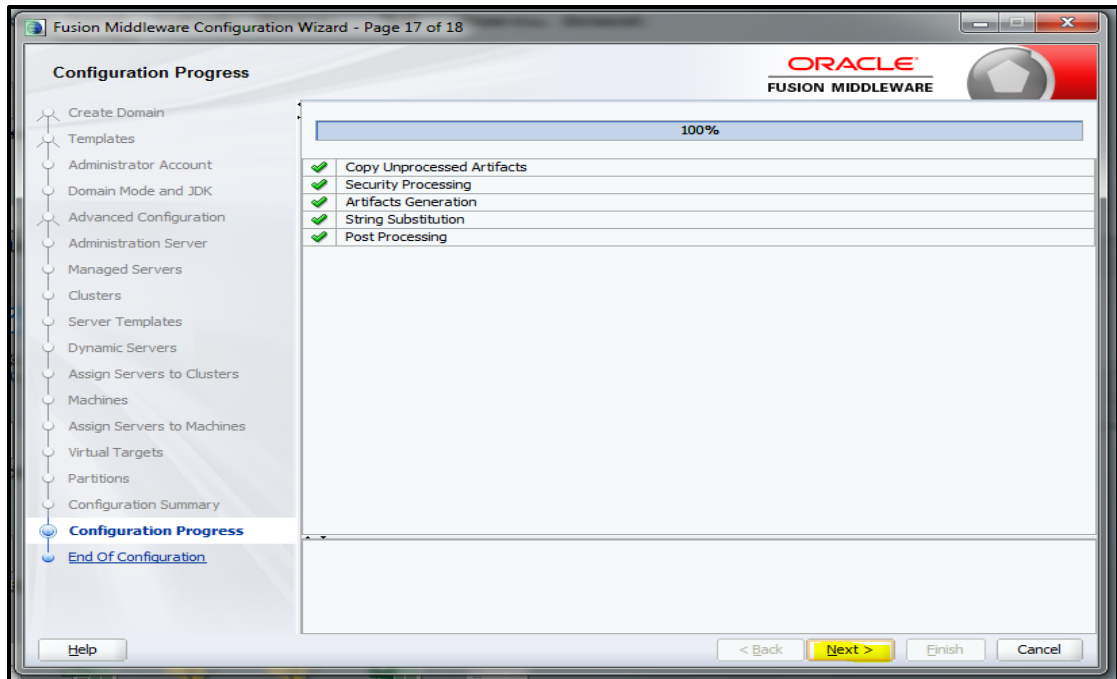 Fusion Middleware Configuration Wizard - Page 17 of 18
Configuration Progress
ORACLE
FUSION MIDDLEWARE
Create Domain
Templates
Administrator Account
Domain Mode and JDK
Advanced Configuration
Administration Server
Managed Servers
Clusters
Server Templates
Dynamic Servers
Assign Servers to Clusters
Machines
Assign Servers to Machines
Virtual Targets
Partitions
Configuration Summary
Configuration Progress
End Of Configuration
100%
Copy Unprocessed Artifacts
Security Processing
Artifacts Generation
String Substitution
Post Processing
Help
< Back
Next >
Finish
Cancel